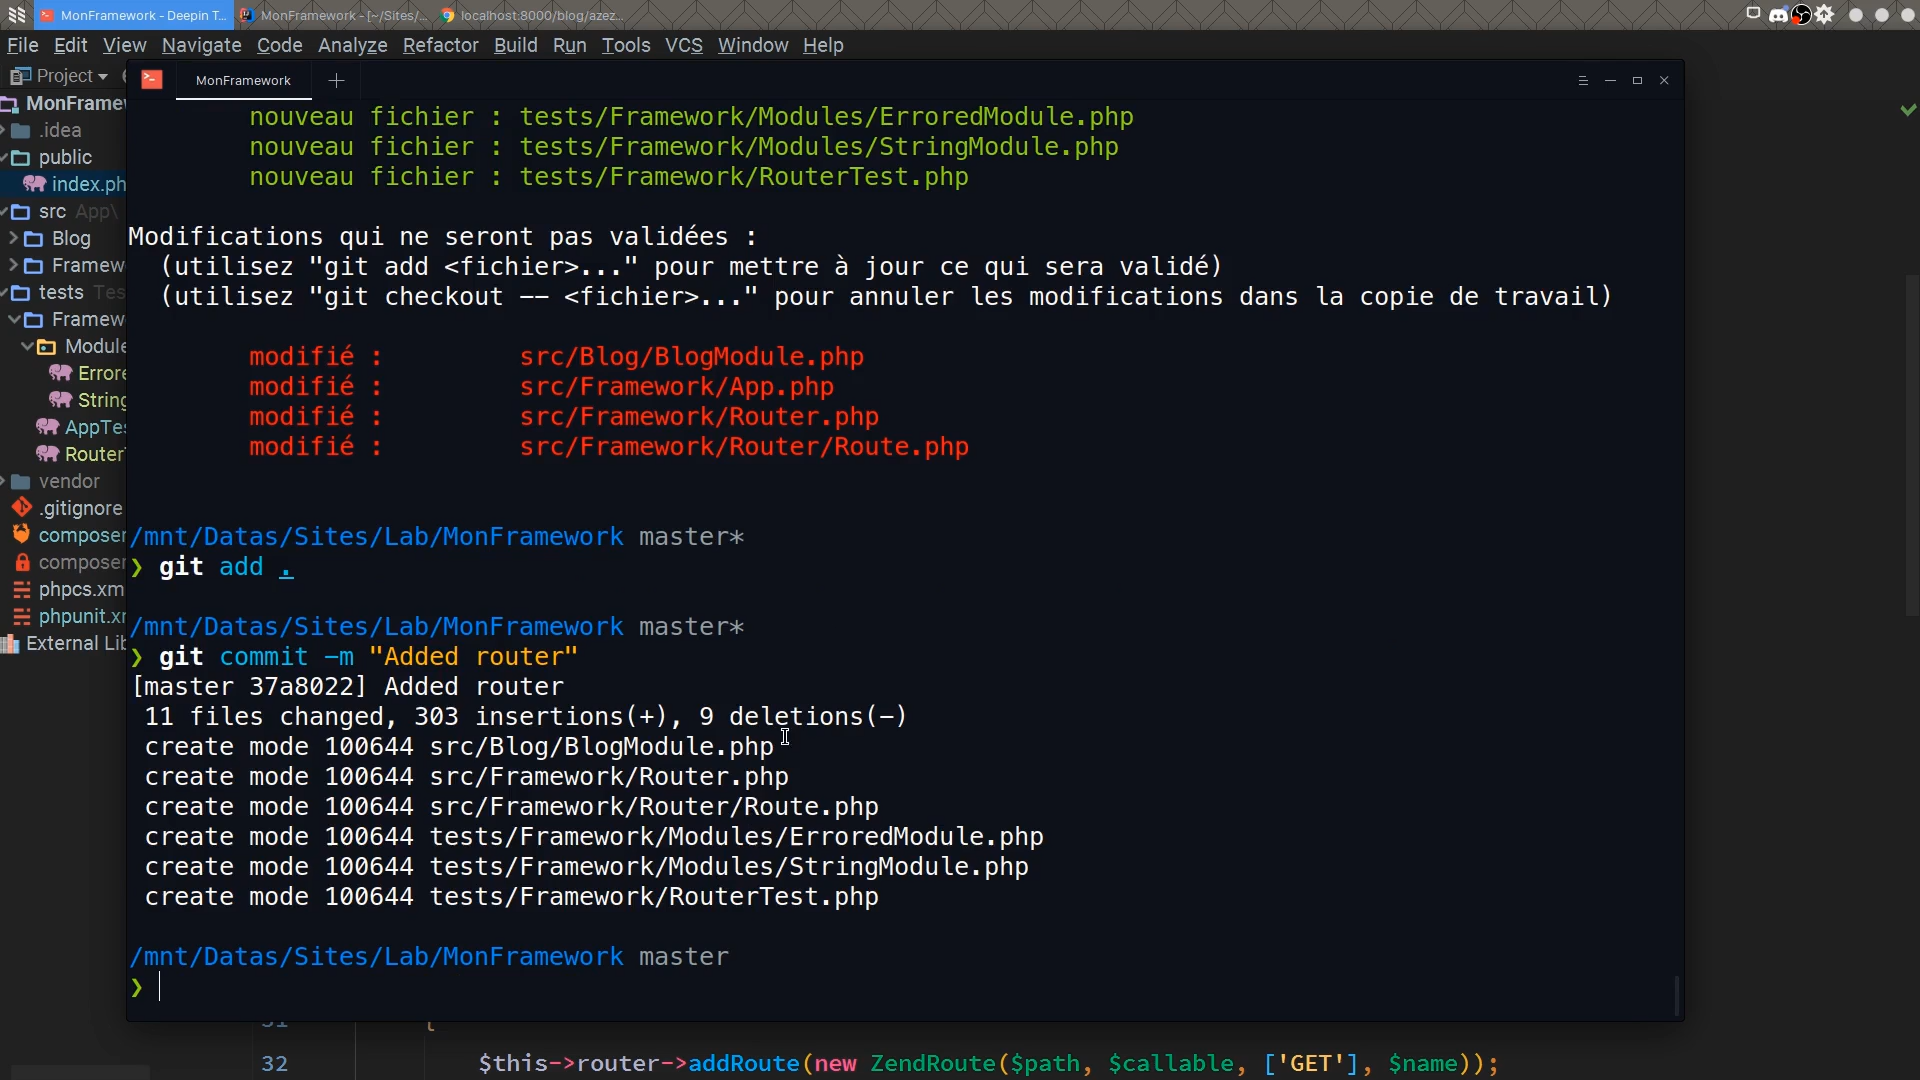 MonFramework - Deepin T...
MonFramework - [~/Sites/...
localhost:8000/blog/azez...
File Edit View Navigate Code Analyze Refactor Build Run Tools VCS Window Help
Project
MonFramew
.idea
public
index.ph
src App\
Blog
Framew
tests Tes
Framew
Module
Errore
String
AppTes
RouterT
vendor
.gitignore
composer
composer
phpcs.xm
phpunit.xm
External Lib
MonFramework
nouveau fichier : tests/Framework/Modules/ErroredModule.php
nouveau fichier : tests/Framework/Modules/StringModule.php
nouveau fichier : tests/Framework/RouterTest.php
Modifications qui ne seront pas validées :
(utilisez "git add <fichier>..." pour mettre à jour ce qui sera validé)
(utilisez "git checkout -- <fichier>..." pour annuler les modifications dans la copie de travail)
modifié : src/Blog/BlogModule.php
modifié : src/Framework/App.php
modifié : src/Framework/Router.php
modifié : src/Framework/Router/Route.php
/mnt/Datas/Sites/Lab/MonFramework master*
❯ git add .
/mnt/Datas/Sites/Lab/MonFramework master*
❯ git commit -m "Added router"
[master 37a8022] Added router
11 files changed, 303 insertions(+), 9 deletions(-)
create mode 100644 src/Blog/BlogModule.php
create mode 100644 src/Framework/Router.php
create mode 100644 src/Framework/Router/Route.php
create mode 100644 tests/Framework/Modules/ErroredModule.php
create mode 100644 tests/Framework/Modules/StringModule.php
create mode 100644 tests/Framework/RouterTest.php
/mnt/Datas/Sites/Lab/MonFramework master
❯
31 {
32 $this->router->addRoute(new ZendRoute($path, $callable, ['GET'], $name));